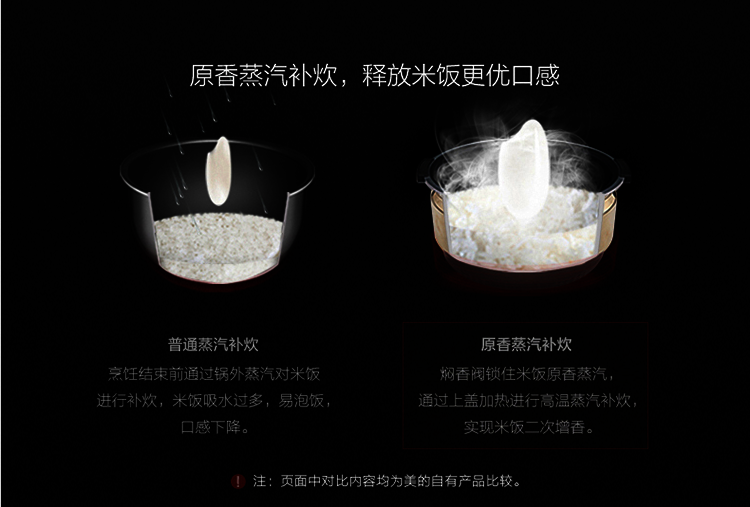 原香蒸汽补炊，释放米饭更优口感
普通蒸汽补炊
烹饪结束前通过锅外蒸汽对米饭
进行补炊，米饭吸水过多，易泡饭，
口感下降。
原香蒸汽补炊
焖香阀锁住米饭原香蒸汽，
通过上盖加热进行高温蒸汽补炊，
实现米饭二次增香。
! 注：页面中对比内容均为美的自有产品比较。